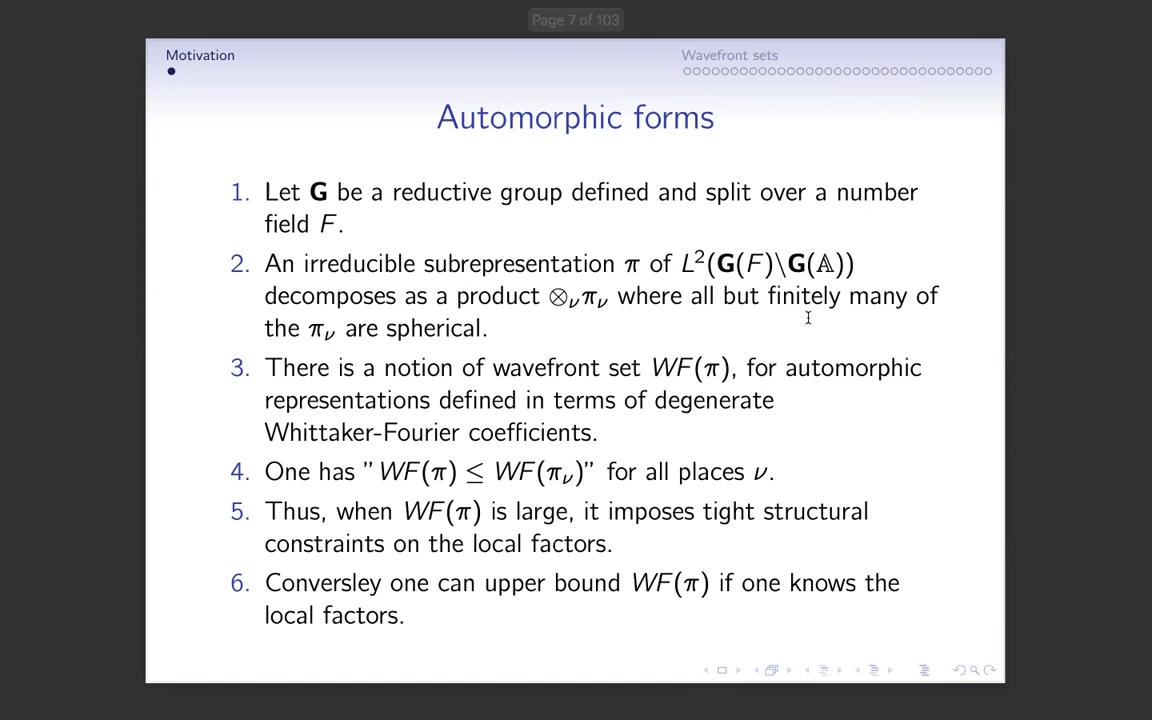 Page 7 of 103
Motivation
Wavefront sets
Automorphic forms
1. Let G be a reductive group defined and split over a number
field F.
2. An irreducible subrepresentation π of L²(G(F)\G(𝔸))
decomposes as a product ⊗νπν where all but finitely many of
the πν are spherical.
3. There is a notion of wavefront set WF(π), for automorphic
representations defined in terms of degenerate
Whittaker-Fourier coefficients.
4. One has ”WF(π) ≤ WF(πν)” for all places ν.
5. Thus, when WF(π) is large, it imposes tight structural
constraints on the local factors.
6. Conversley one can upper bound WF(π) if one knows the
local factors.